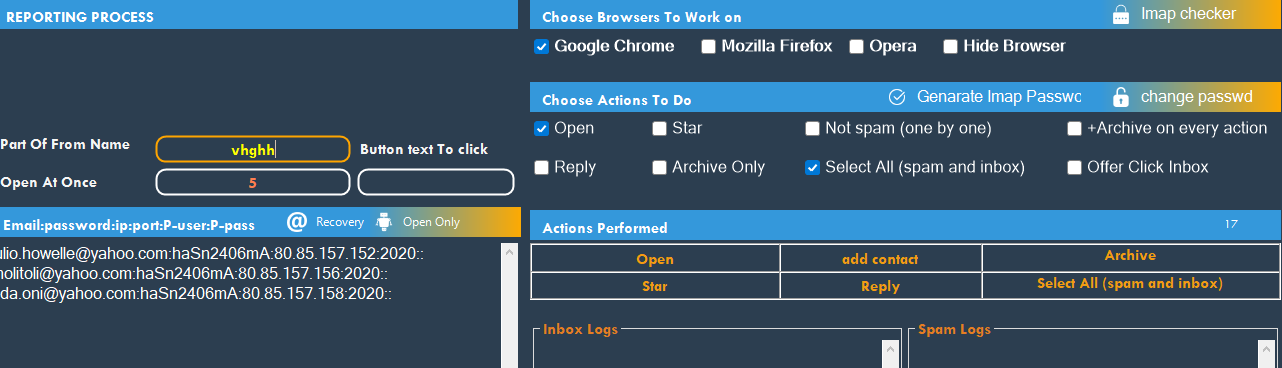 REPORTING PROCESS
Choose Browsers To Work on
Imap checker
Google Chrome Mozilla Firefox Opera Hide Browser
Choose Actions To Do
Genarate Imap Passwc
change passwd
Open Star Not spam (one by one) +Archive on every action
Reply Archive Only Select All (spam and inbox) Offer Click Inbox
Part Of From Name vhghh Button text To click
Open At Once 5
Email:password:ip:port:P-user:P-pass Recovery Open Only
ulio.howelle@yahoo.com:haSn2406mA:80.85.157.152:2020::
nolitoli@yahoo.com:haSn2406mA:80.85.157.156:2020::
da.oni@yahoo.com:haSn2406mA:80.85.157.158:2020::
Actions Performed 17
Open add contact Archive
Star Reply Select All (spam and inbox)
Inbox Logs Spam Logs